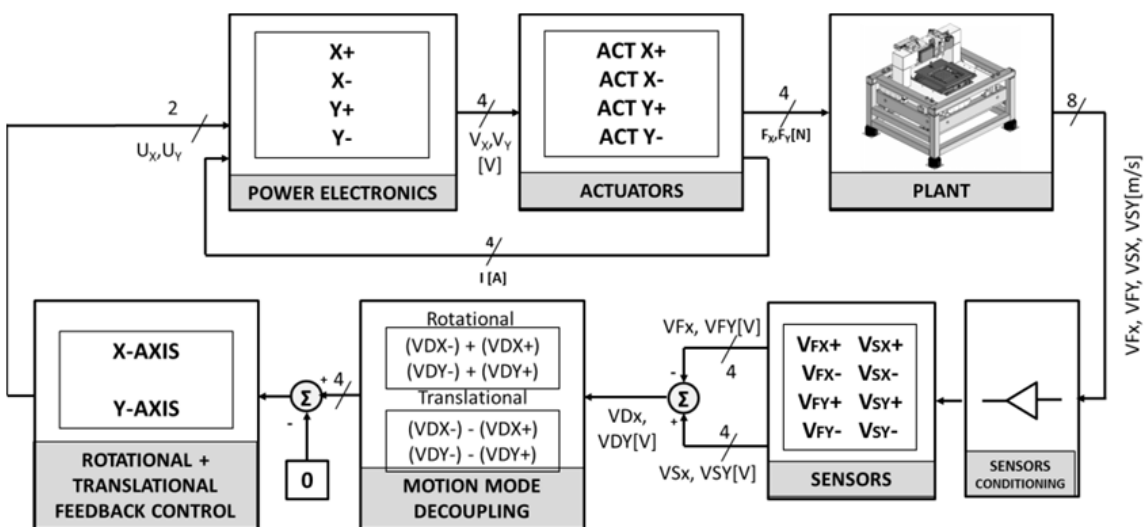 X+
X-
Y+
Y-
POWER ELECTRONICS
ACT X+
ACT X-
ACT Y+
ACT Y-
ACTUATORS
PLANT
2
UX,UY
4
VX,VY
[V]
4
FX,FY[N]
8
4
I [A]
VFx, VFY, VSX, VSY[m/s]
X-AXIS
Y-AXIS
ROTATIONAL +
TRANSLATIONAL
FEEDBACK CONTROL
+
Σ
-
0
4
Rotational
(VDX-) + (VDX+)
(VDY-) + (VDY+)
Translational
(VDX-) - (VDX+)
(VDY-) - (VDY+)
MOTION MODE
DECOUPLING
VDx,
VDY[V]
VFx, VFY[V]
4
-
Σ
+
4
VSx, VSY[V]
VFX+ VSX+
VFX- VSX-
VFY+ VSY+
VFY- VSY-
SENSORS
SENSORS
CONDITIONING